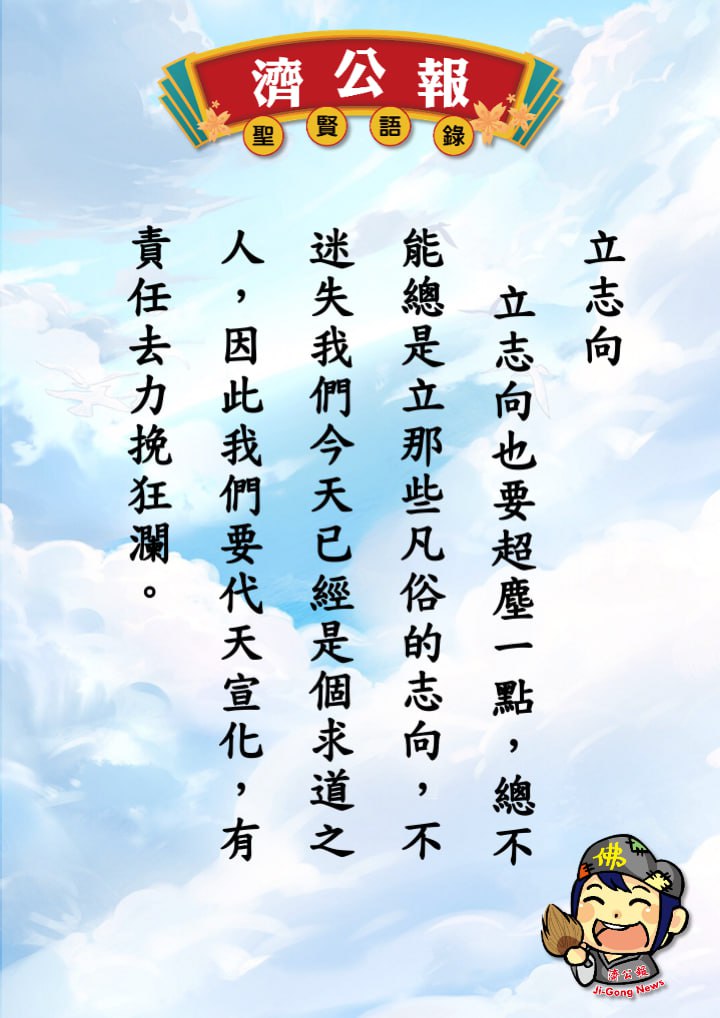 濟公報
聖賢語錄
立志向
立志向也要超塵一點，總不
能總是立那些凡俗的志向，不
迷失我們今天已經是個求道之
人，因此我們要代天宣化，有
責任去力挽狂瀾。
佛
濟公報
Ji-Gong News